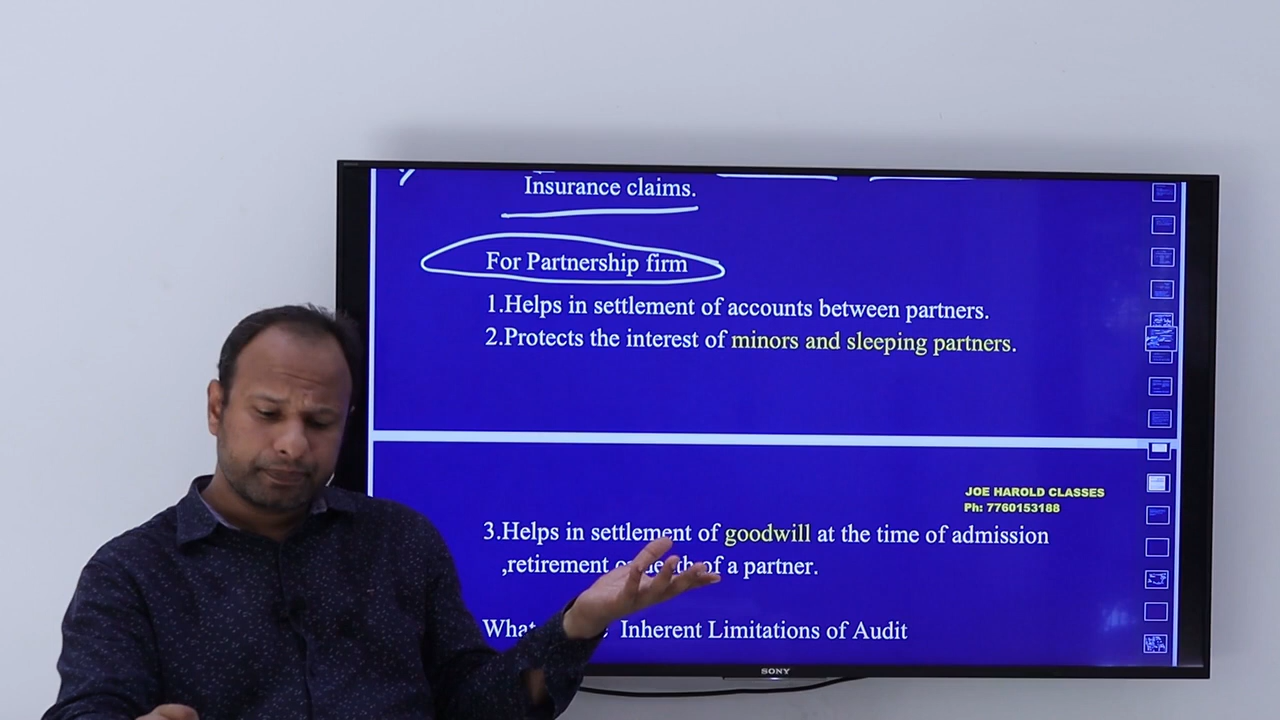 Insurance claims.
For Partnership firm
1.Helps in settlement of accounts between partners.
2.Protects the interest of minors and sleeping partners.
JOE HAROLD CLASSES
Ph: 7760153188
3.Helps in settlement of goodwill at the time of admission
,retirement of a partner.
Inherent Limitations of Audit
SONY